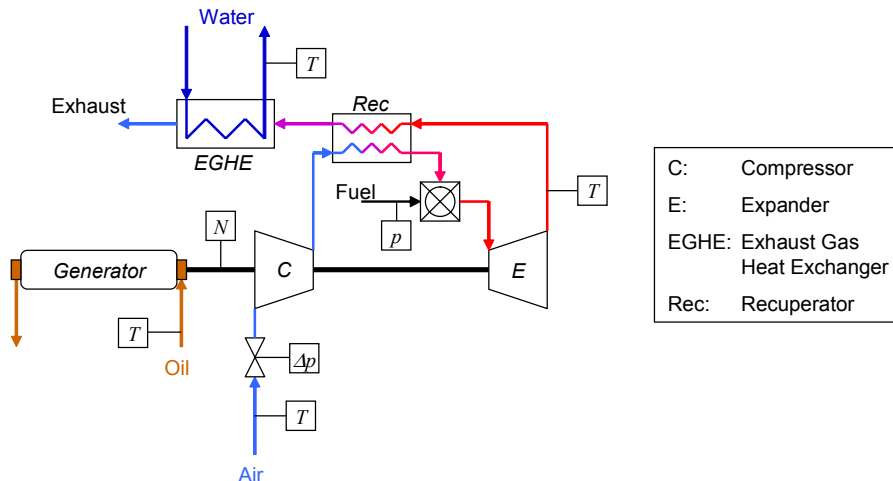 Water
T
Exhaust
Rec
EGHE
Fuel
T
p
N
Generator
C
E
T
Δp
Oil
T
Air
C: Compressor
E: Expander
EGHE: Exhaust Gas
Heat Exchanger
Rec: Recuperator